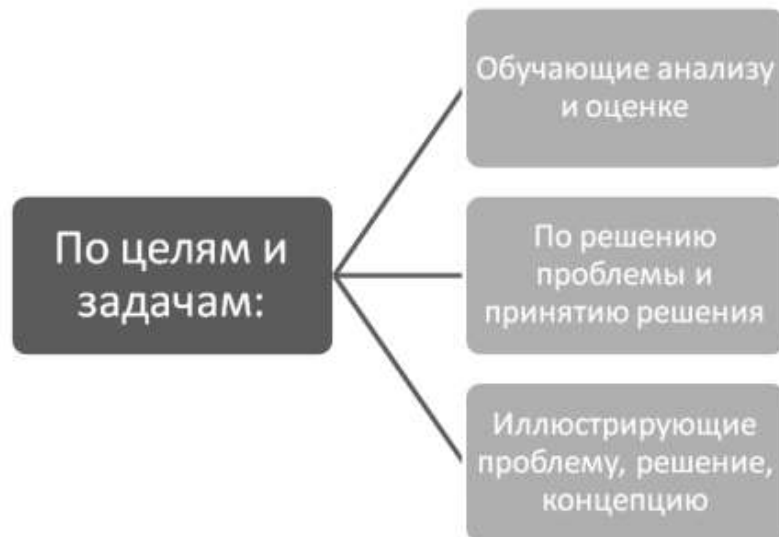 По целям и
задачам:
Обучающие анализу
и оценке
По решению
проблемы и
принятию решения
Иллюстрирующие
проблему, решение,
концепцию